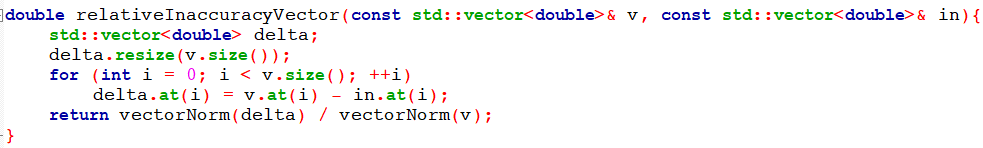 double relativeInaccuracyVector(const std::vector<double>& v, const std::vector<double>& in){
    std::vector<double> delta;
    delta.resize(v.size());
    for (int i = 0; i < v.size(); ++i)
        delta.at(i) = v.at(i) - in.at(i);
    return vectorNorm(delta) / vectorNorm(v);
}